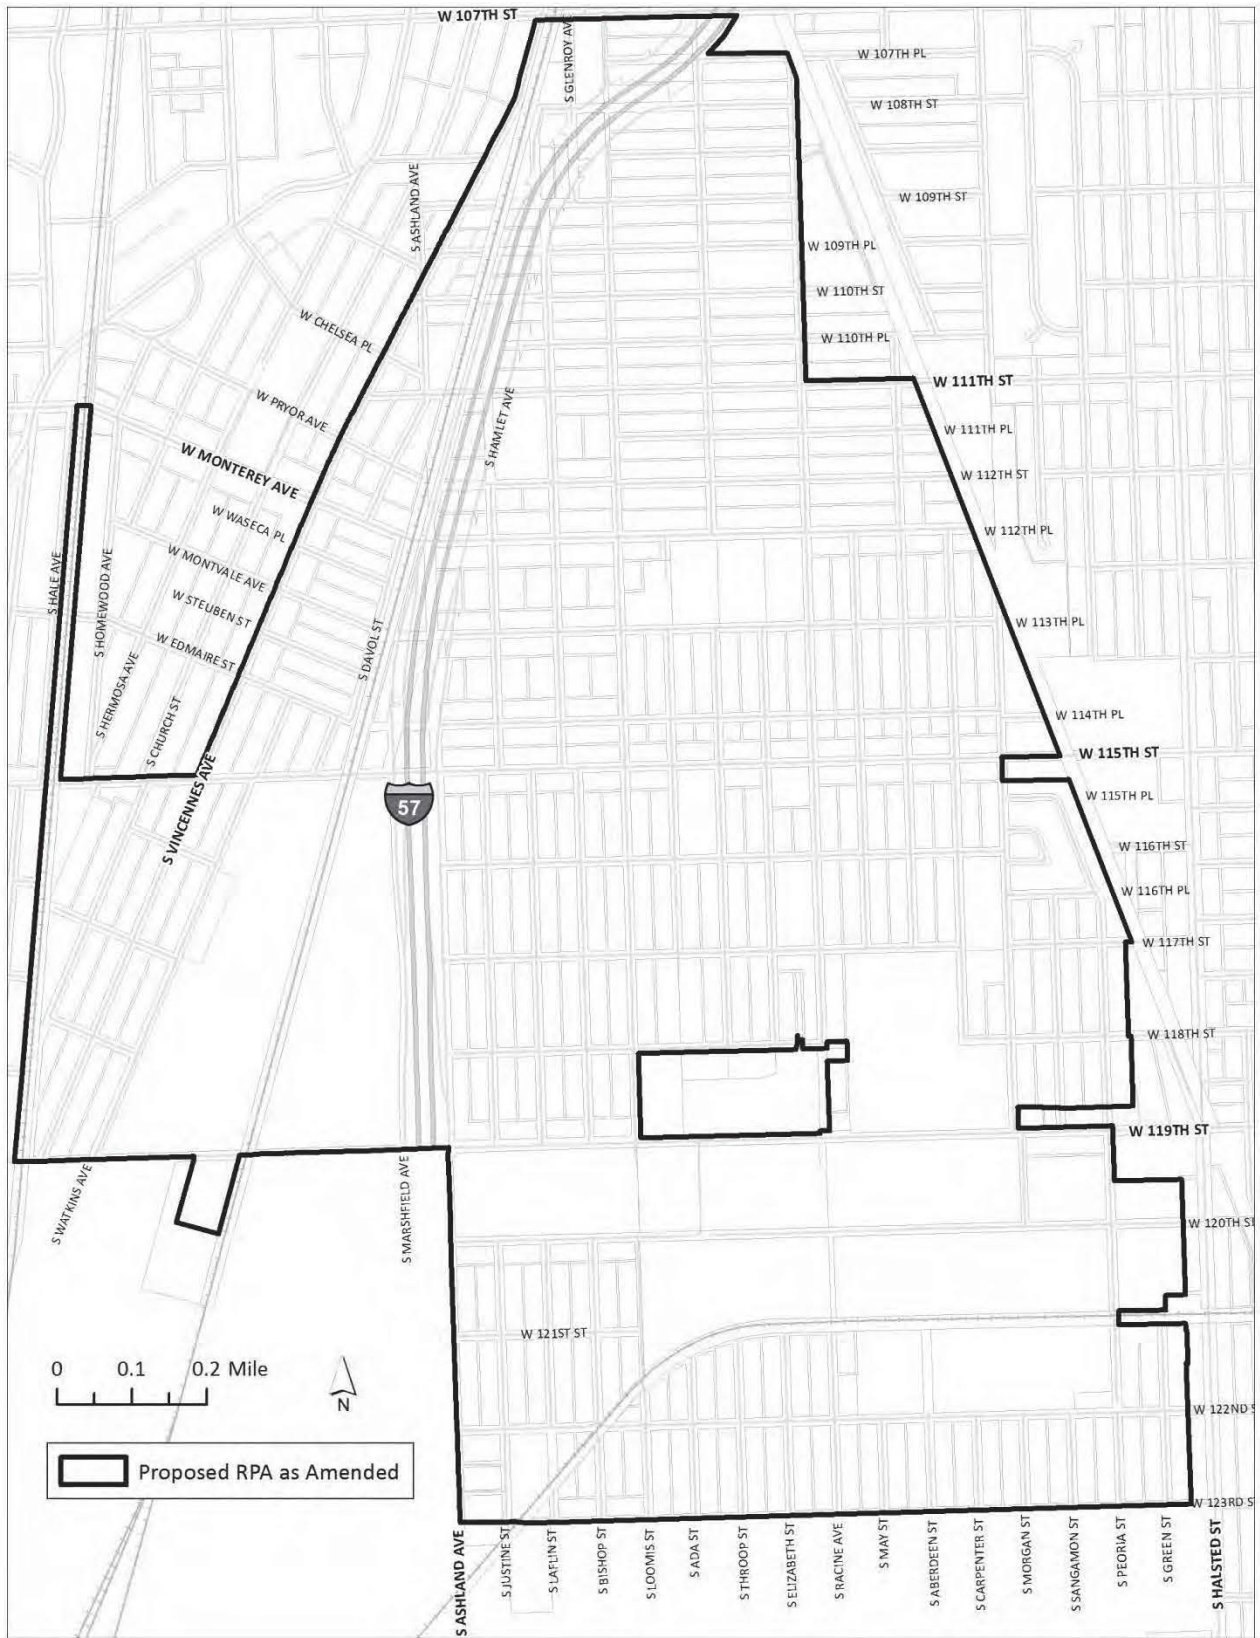 W 107TH ST
S GLENROY AVE
W 107TH PL
W 108TH ST
S ASHLAND AVE
W 109TH ST
W 109TH PL
W 110TH ST
W CHELSEA PL
W 110TH PL
W 111TH ST
W PRYOR AVE
S HAMLET AVE
W 111TH PL
W MONTEREY AVE
W 112TH ST
W WASECA PL
W 112TH PL
W MONTVALE AVE
S HALE AVE
S HOMEWOOD AVE
W STEUBEN ST
W 113TH PL
W EDMAIRE ST
S DAVOL ST
S HERMOSA AVE
S CHURCH ST
W 114TH PL
W 115TH ST
S VINCENNES AVE
57
W 115TH PL
W 116TH ST
W 116TH PL
W 117TH ST
W 118TH ST
W 119TH ST
S WATKINS AVE
S MARSHFIELD AVE
W 120TH ST
W 121ST ST
0 0.1 0.2 Mile
N
W 122ND S
Proposed RPA as Amended
W 123RD S
S ASHLAND AVE
S JUSTINE ST
S LAFLIN ST
S BISHOP ST
S LOOMIS ST
S ADA ST
S THROOP ST
S ELIZABETH ST
S RACINE AVE
S MAY ST
S ABERDEEN ST
S CARPENTER ST
S MORGAN ST
S SANGAMON ST
S PEORIA ST
S GREEN ST
S HALSTED ST